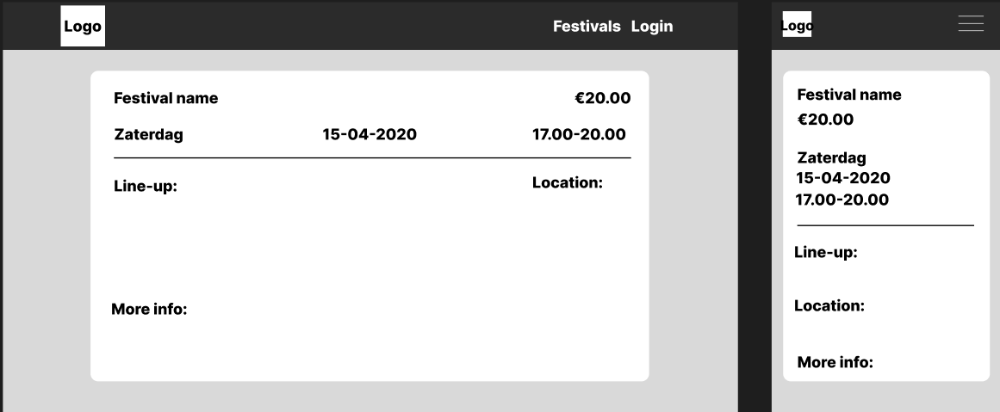 Logo
Festivals Login
Festival name €20.00
Zaterdag 15-04-2020 17.00-20.00
Line-up: Location:
More info:
Logo
Festival name
€20.00
Zaterdag
15-04-2020
17.00-20.00
Line-up:
Location:
More info: